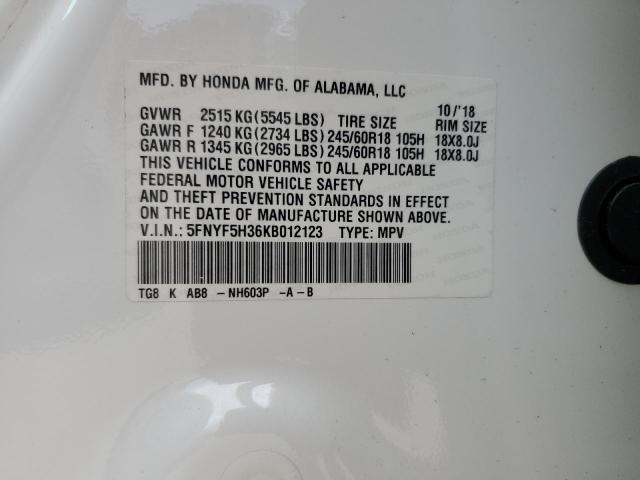 MFD. BY HONDA MFG. OF ALABAMA, LLC
10/'18
GVWR 2515 KG (5545 LBS) TIRE SIZE RIM SIZE
GAWR F 1240 KG (2734 LBS) 245/60R18 105H 18X8.0J
GAWR R 1345 KG (2965 LBS) 245/60R18 105H 18X8.0J
THIS VEHICLE CONFORMS TO ALL APPLICABLE
FEDERAL MOTOR VEHICLE SAFETY
AND THEFT PREVENTION STANDARDS IN EFFECT
ON THE DATE OF MANUFACTURE SHOWN ABOVE.
V.I.N.: 5FNYF5H36KB012123 TYPE: MPV
TG8 K AB8 -NH603P -A-B